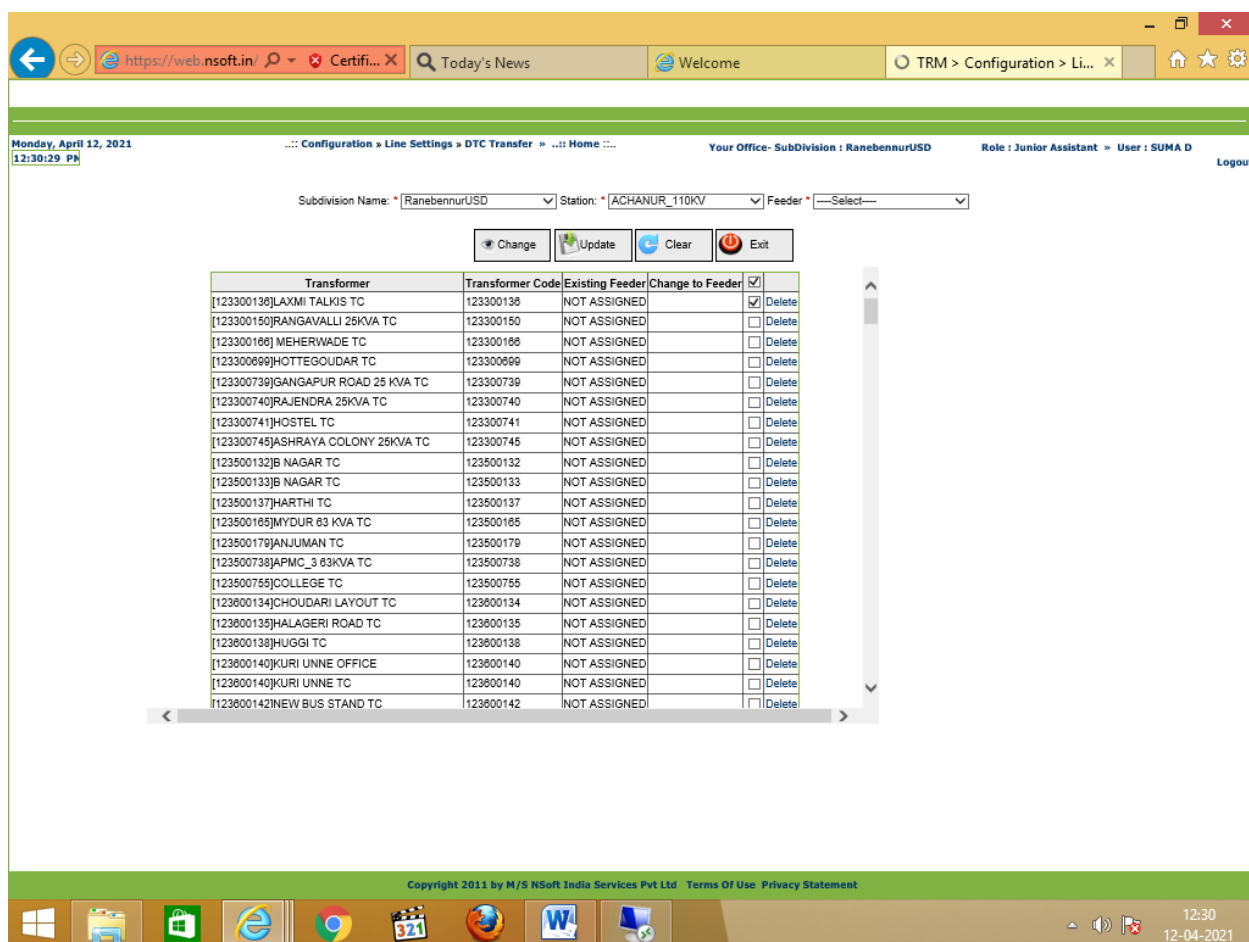 https://web.nsoft.in/ Certifi... Today's News Welcome TRM > Configuration > Li...
Monday, April 12, 2021 ..:: Configuration » Line Settings » DTC Transfer » ..:: Home ::.. Your Office- SubDivision : RanebennurUSD Role : Junior Assistant » User : SUMA D
12:30:29 PM
Logout
Subdivision Name: * RanebennurUSD Station: * ACHANUR_110KV Feeder * ----Select----
Change Update Clear Exit
Transformer Transformer Code Existing Feeder Change to Feeder
[123300136]LAXMI TALKIS TC 123300136 NOT ASSIGNED Delete
[123300150]RANGAVALLI 25KVA TC 123300150 NOT ASSIGNED Delete
[123300166] MEHERWADE TC 123300166 NOT ASSIGNED Delete
[123300699]HOTTEGOUDAR TC 123300699 NOT ASSIGNED Delete
[123300739]GANGAPUR ROAD 25 KVA TC 123300739 NOT ASSIGNED Delete
[123300740]RAJENDRA 25KVA TC 123300740 NOT ASSIGNED Delete
[123300741]HOSTEL TC 123300741 NOT ASSIGNED Delete
[123300745]ASHRAYA COLONY 25KVA TC 123300745 NOT ASSIGNED Delete
[123500132]B NAGAR TC 123500132 NOT ASSIGNED Delete
[123500133]B NAGAR TC 123500133 NOT ASSIGNED Delete
[123500137]HARTHI TC 123500137 NOT ASSIGNED Delete
[123500165]MYDUR 63 KVA TC 123500165 NOT ASSIGNED Delete
[123500179]ANJUMAN TC 123500179 NOT ASSIGNED Delete
[123500738]APMC_3 63KVA TC 123500738 NOT ASSIGNED Delete
[123500755]COLLEGE TC 123500755 NOT ASSIGNED Delete
[123600134]CHOUDARI LAYOUT TC 123600134 NOT ASSIGNED Delete
[123600135]HALAGERI ROAD TC 123600135 NOT ASSIGNED Delete
[123600138]HUGGI TC 123600138 NOT ASSIGNED Delete
[123600140]KURI UNNE OFFICE 123600140 NOT ASSIGNED Delete
[123600140]KURI UNNE TC 123600140 NOT ASSIGNED Delete
[123600142]NEW BUS STAND TC 123600142 NOT ASSIGNED Delete
Copyright 2011 by M/S NSoft India Services Pvt Ltd Terms Of Use Privacy Statement
321
12:30
12-04-2021